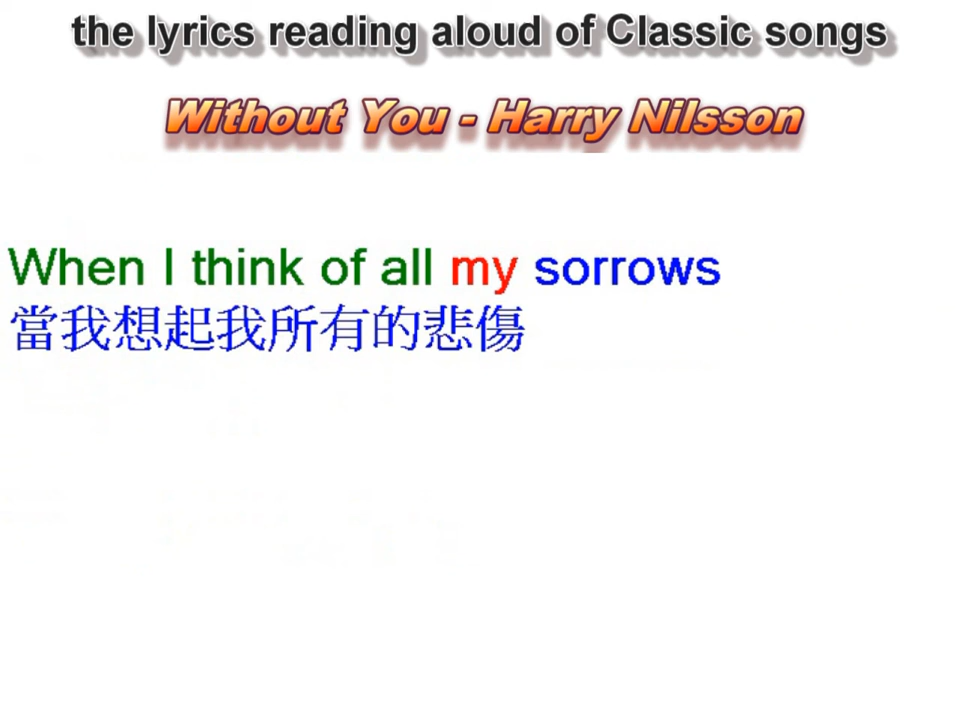 the lyrics reading aloud of Classic songs
Without You - Harry Nilsson
When I think of all my sorrows
當我想起我所有的悲傷